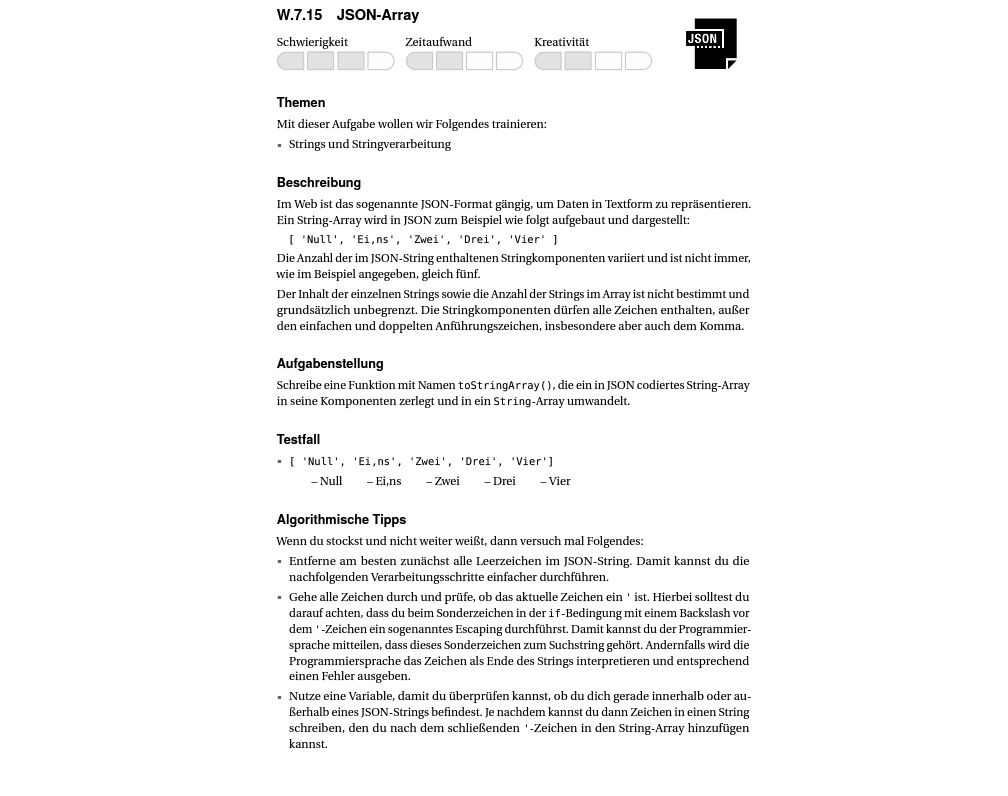 W.7.15 JSON-Array
Schwierigkeit Zeitaufwand Kreativität
JSON
Themen
Mit dieser Aufgabe wollen wir Folgendes trainieren:
▪ Strings und Stringverarbeitung
Beschreibung
Im Web ist das sogenannte JSON-Format gängig, um Daten in Textform zu repräsentieren.
Ein String-Array wird in JSON zum Beispiel wie folgt aufgebaut und dargestellt:
[ 'Null', 'Ei,ns', 'Zwei', 'Drei', 'Vier' ]
Die Anzahl der im JSON-String enthaltenen Stringkomponenten variiert und ist nicht immer,
wie im Beispiel angegeben, gleich fünf.
Der Inhalt der einzelnen Strings sowie die Anzahl der Strings im Array ist nicht bestimmt und
grundsätzlich unbegrenzt. Die Stringkomponenten dürfen alle Zeichen enthalten, außer
den einfachen und doppelten Anführungszeichen, insbesondere aber auch dem Komma.
Aufgabenstellung
Schreibe eine Funktion mit Namen toStringArray(), die ein in JSON codiertes String-Array
in seine Komponenten zerlegt und in ein String-Array umwandelt.
Testfall
▪ [ 'Null', 'Ei,ns', 'Zwei', 'Drei', 'Vier']
– Null – Ei,ns – Zwei – Drei – Vier
Algorithmische Tipps
Wenn du stockst und nicht weiter weißt, dann versuch mal Folgendes:
▪ Entferne am besten zunächst alle Leerzeichen im JSON-String. Damit kannst du die
nachfolgenden Verarbeitungsschritte einfacher durchführen.
▪ Gehe alle Zeichen durch und prüfe, ob das aktuelle Zeichen ein ' ist. Hierbei solltest du
darauf achten, dass du beim Sonderzeichen in der if-Bedingung mit einem Backslash vor
dem '-Zeichen ein sogenanntes Escaping durchführst. Damit kannst du der Programmier-
sprache mitteilen, dass dieses Sonderzeichen zum Suchstring gehört. Andernfalls wird die
Programmiersprache das Zeichen als Ende des Strings interpretieren und entsprechend
einen Fehler ausgeben.
▪ Nutze eine Variable, damit du überprüfen kannst, ob du dich gerade innerhalb oder au-
ßerhalb eines JSON-Strings befindest. Je nachdem kannst du dann Zeichen in einen String
schreiben, den du nach dem schließenden '-Zeichen in den String-Array hinzufügen
kannst.